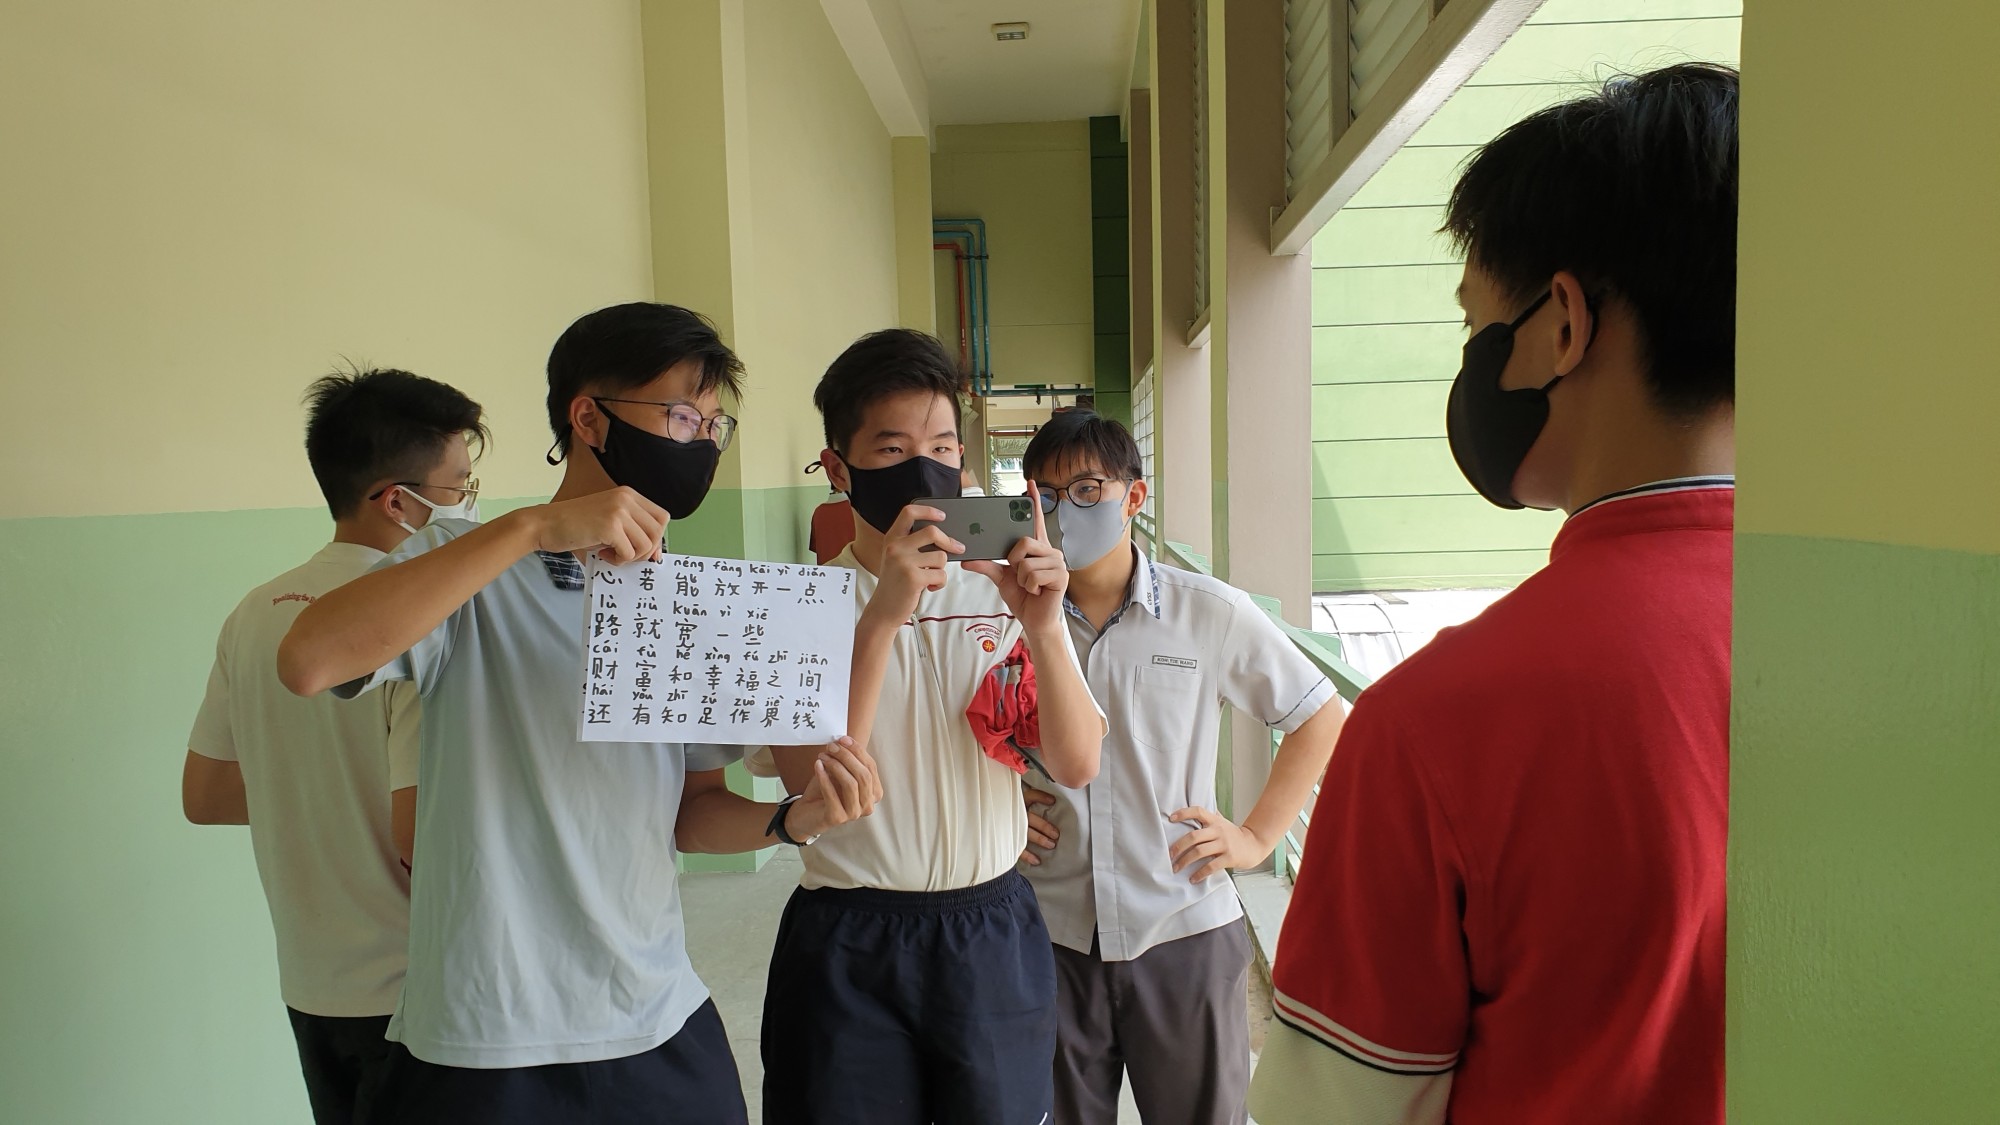 néng fàng kāi yì diǎn 3
若 能 放 开 一 点 8
lù jiù kuān yì xiē
路 就 宽 一 些
cái fù hé xìng fú zhī jiān
财 富 和 幸 福 之 间
hái yǒu zhī zú zuò jiè xiàn
还 有 知 足 作 界 线